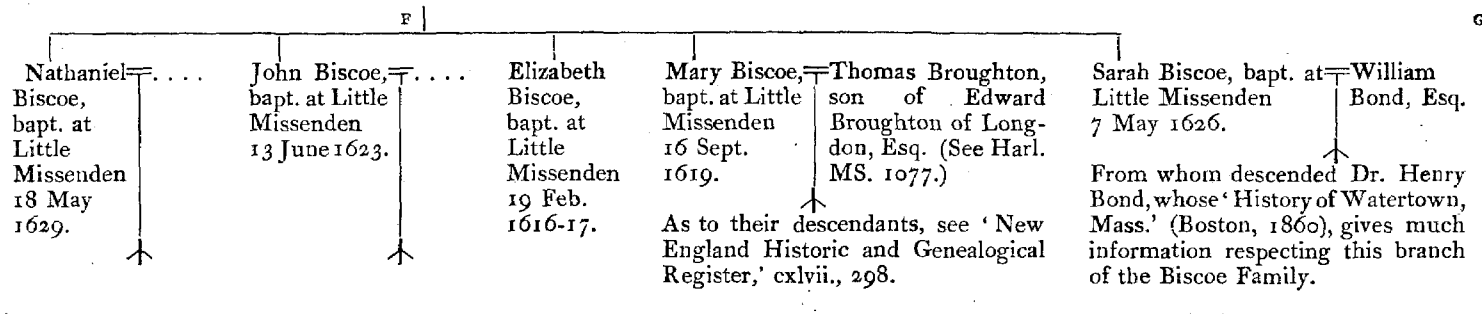 F
G
Nathaniel=....
Biscoe,
bapt. at
Little
Missenden
18 May
1629.
John Biscoe,=....
bapt. at Little
Missenden
13 June 1623.
Elizabeth
Biscoe,
bapt. at
Little
Missenden
19 Feb.
1616-17.
Mary Biscoe,=
bapt. at Little
Missenden
16 Sept.
1619.
Thomas Broughton,
son of Edward
Broughton of Long-
don, Esq. (See Harl.
MS. 1077.)
As to their descendants, see ‘New
England Historic and Genealogical
Register,’ cxlvii., 298.
Sarah Biscoe, bapt. at=
Little Missenden
7 May 1626.
William
Bond, Esq.
From whom descended Dr. Henry
Bond, whose ‘History of Watertown,
Mass.’ (Boston, 1860), gives much
information respecting this branch
of the Biscoe Family.